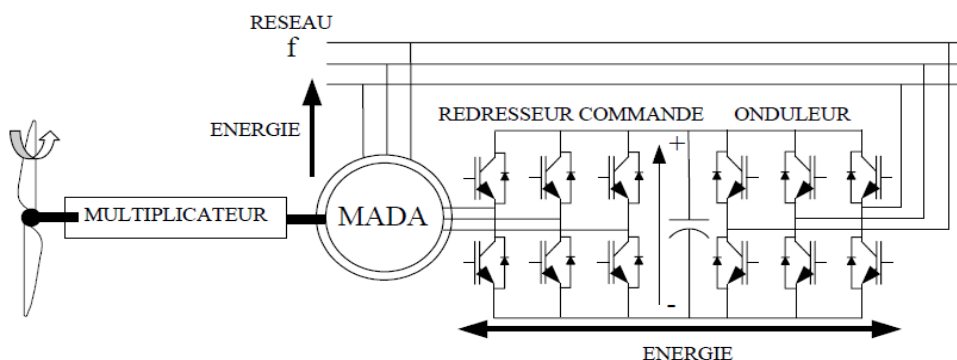 RESEAU
f
ENERGIE
REDRESSEUR COMMANDE
ONDULEUR
+
MULTIPLICATEUR
MADA
-
ENERGIE